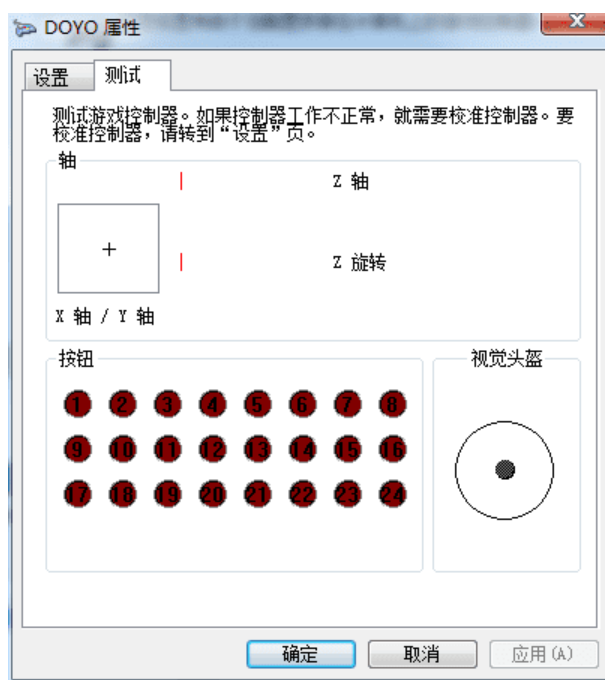 DOYO 属性
设置 测试
测试游戏控制器。如果控制器工作不正常，就需要校准控制器。要
校准控制器，请转到“设置”页。
轴
Z 轴
Z 旋转
X 轴 / Y 轴
按钮 视觉头盔
1 2 3 4 5 6 7 8
9 10 11 12 13 14 15 16
17 18 19 20 21 22 23 24
确定 取消 应用(A)